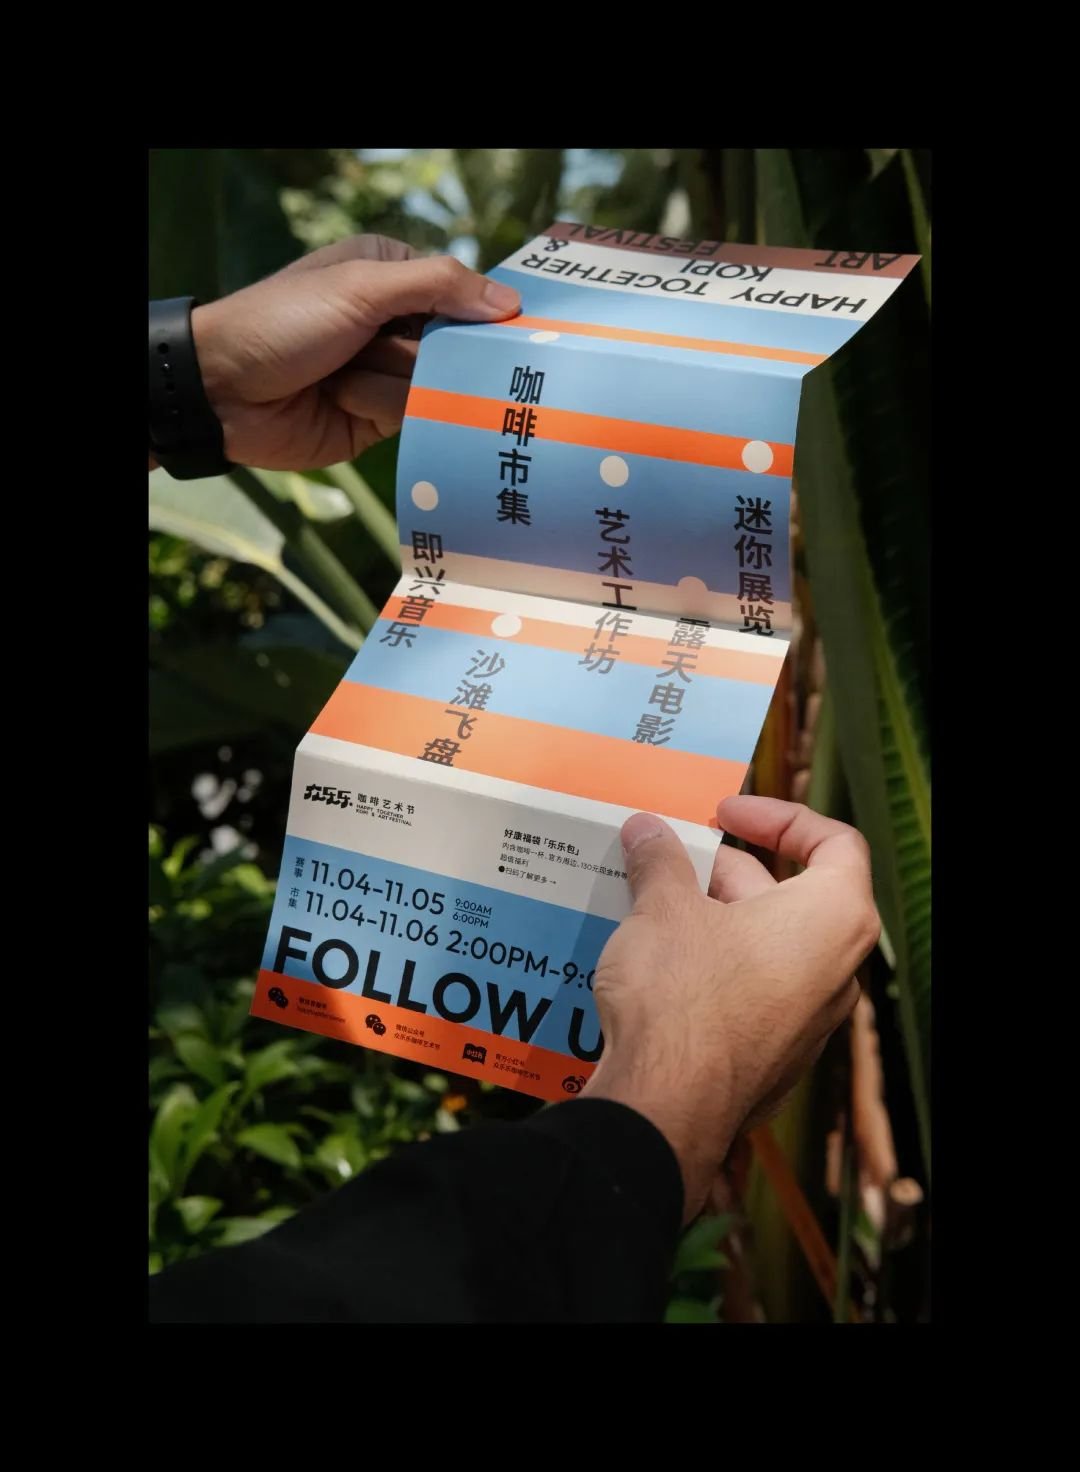 HAPPY TOGETHER
KOPI &
ART FESTIVAL
咖啡市集
迷你展览
艺术工作坊
即兴音乐
露天电影
沙滩飞盘
众乐乐 咖啡艺术节
HAPPY TOGETHER
KOPI & ART FESTIVAL
好康福袋「乐乐包」
内含咖啡一杯、官方周边、130元现金券等
超值福利
●扫码了解更多→
赛事 11.04-11.05 9:00AM
6:00PM
市集 11.04-11.06 2:00PM-9:0
FOLLOW U
微信公众号
众乐乐咖啡艺术节
小红书
官方小红书
众乐乐咖啡艺术节